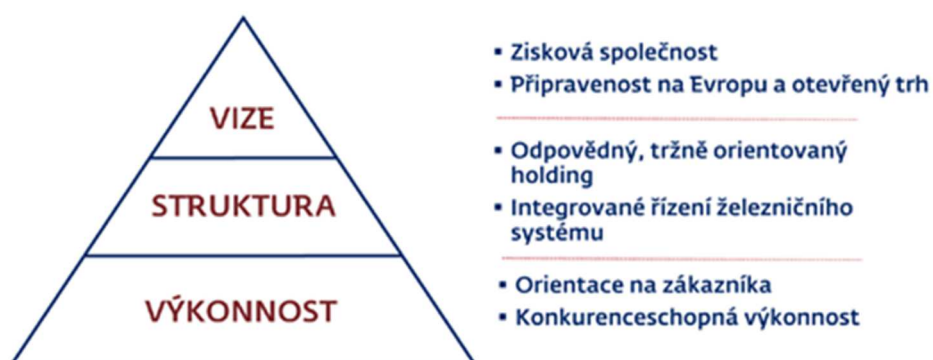 VIZE
▪ Zisková společnost
▪ Připravenost na Evropu a otevřený trh
STRUKTURA
▪ Odpovědný, tržně orientovaný
holding
▪ Integrované řízení železničního
systému
VÝKONNOST
▪ Orientace na zákazníka
▪ Konkurenceschopná výkonnost